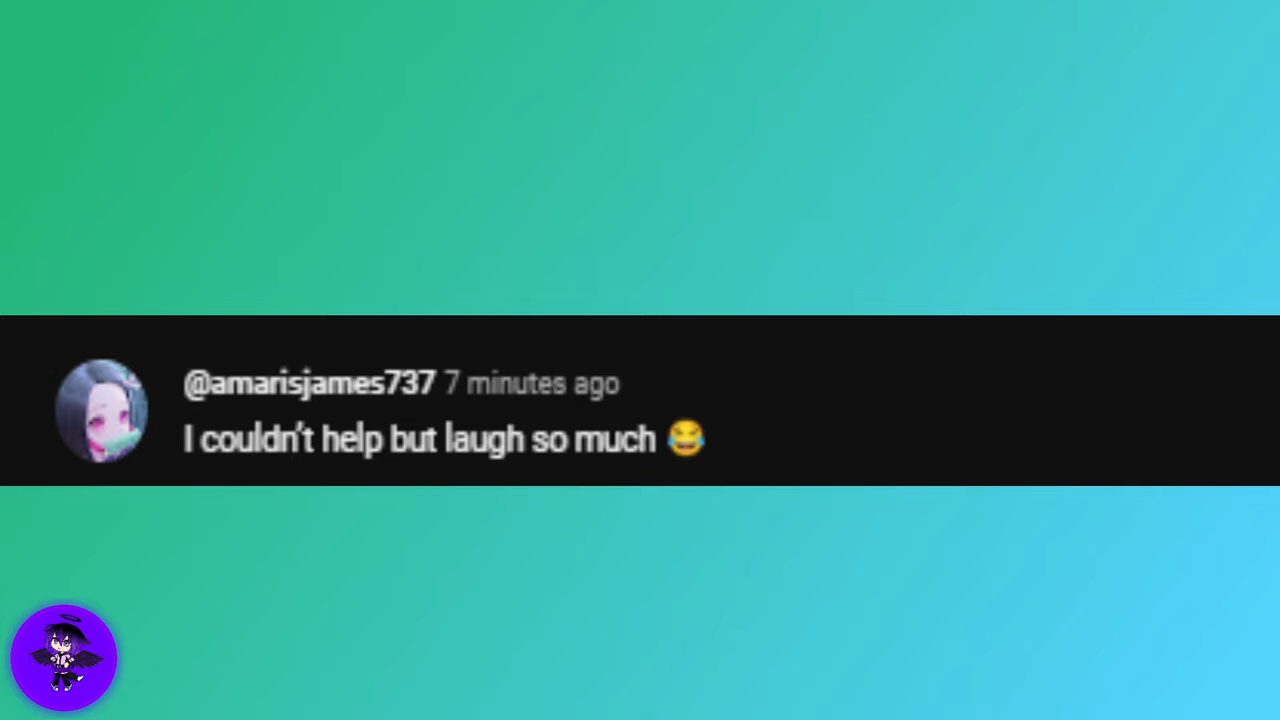 @amarisjames737 7 minutes ago
I couldn't help but laugh so much 😂